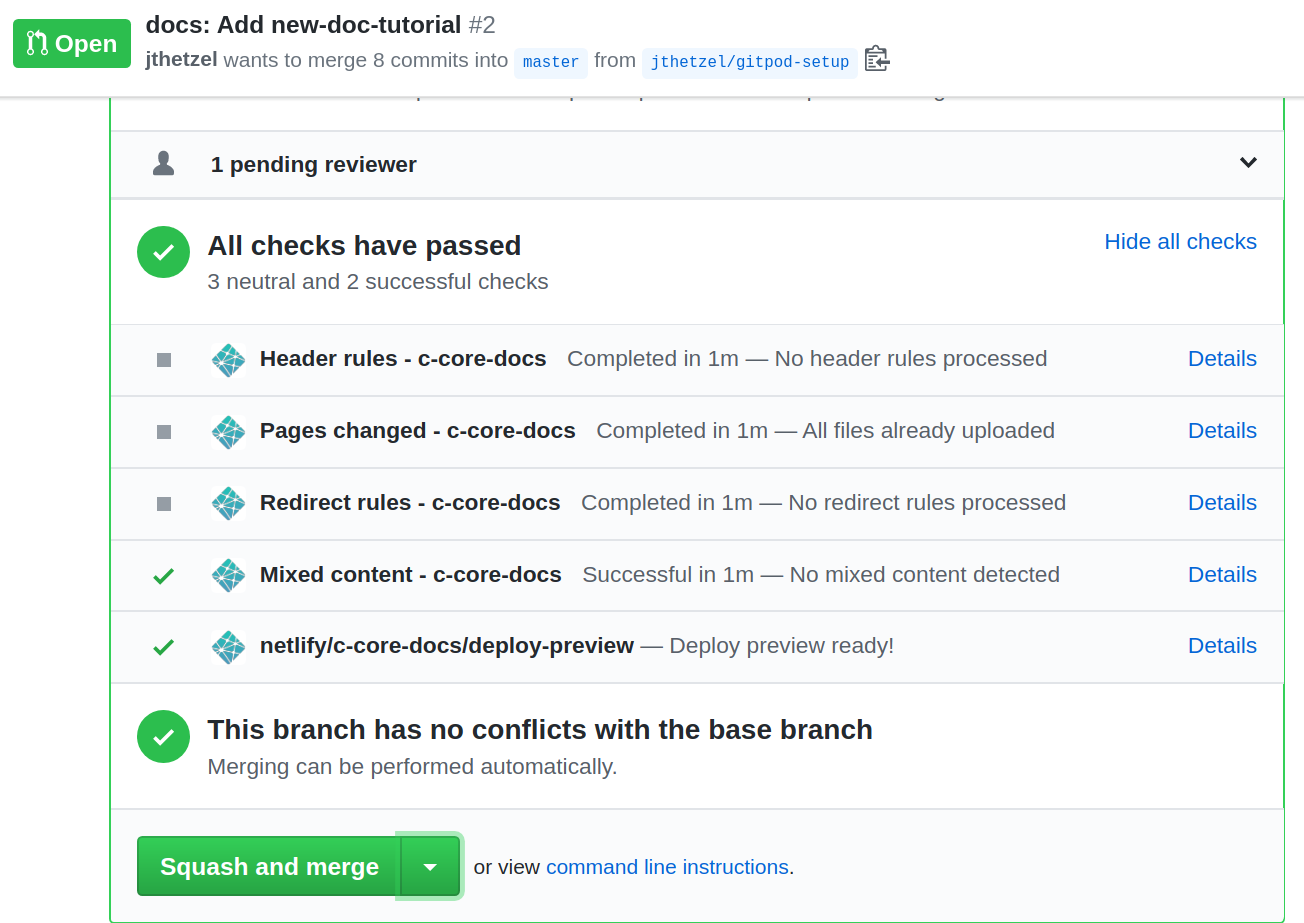 Open
docs: Add new-doc-tutorial #2
jthetzel wants to merge 8 commits into master from jthetzel/gitpod-setup
1 pending reviewer
All checks have passed
Hide all checks
3 neutral and 2 successful checks
Header rules - c-core-docs Completed in 1m — No header rules processed Details
Pages changed - c-core-docs Completed in 1m — All files already uploaded Details
Redirect rules - c-core-docs Completed in 1m — No redirect rules processed Details
Mixed content - c-core-docs Successful in 1m — No mixed content detected Details
netlify/c-core-docs/deploy-preview — Deploy preview ready! Details
This branch has no conflicts with the base branch
Merging can be performed automatically.
Squash and merge or view command line instructions.